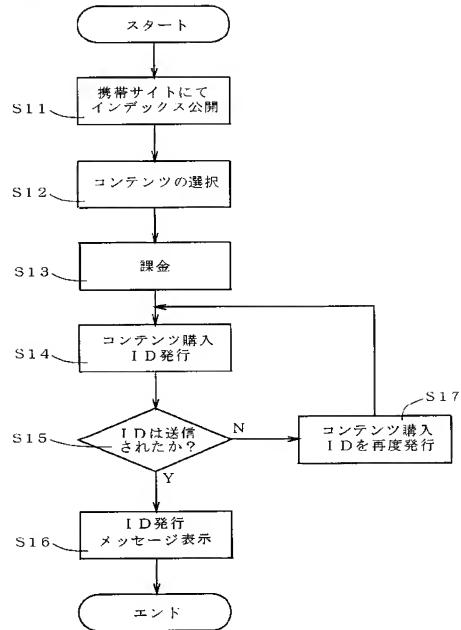 スタート
S11
携帯サイトにて
インデックス公開
S12
コンテンツの選択
S13
課金
S14
コンテンツ購入
ID発行
S15
IDは送信
されたか？
N
Y
S17
コンテンツ購入
IDを再度発行
S16
ID発行
メッセージ表示
エンド